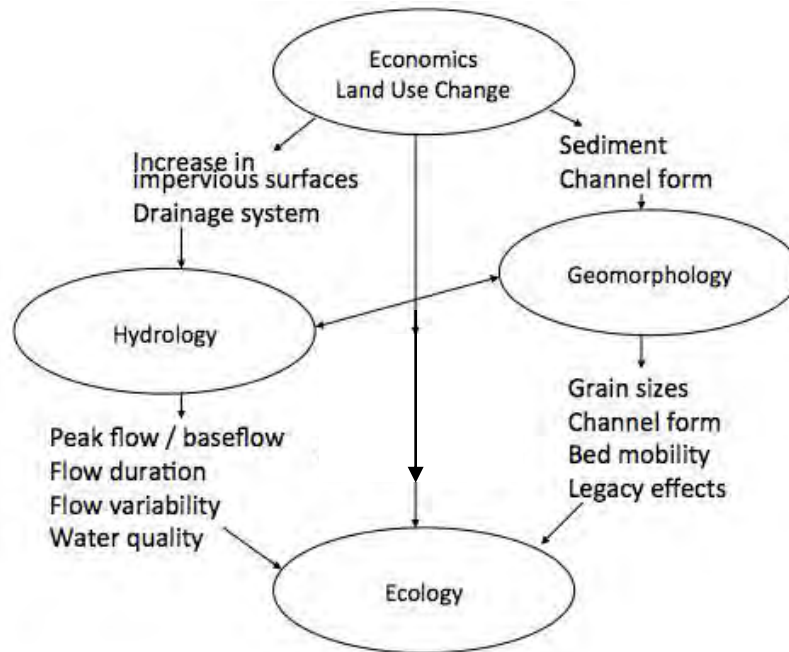 Economics
Land Use Change
Increase in
impervious surfaces
Drainage system
Sediment
Channel form
Hydrology
Geomorphology
Peak flow / baseflow
Flow duration
Flow variability
Water quality
Grain sizes
Channel form
Bed mobility
Legacy effects
Ecology